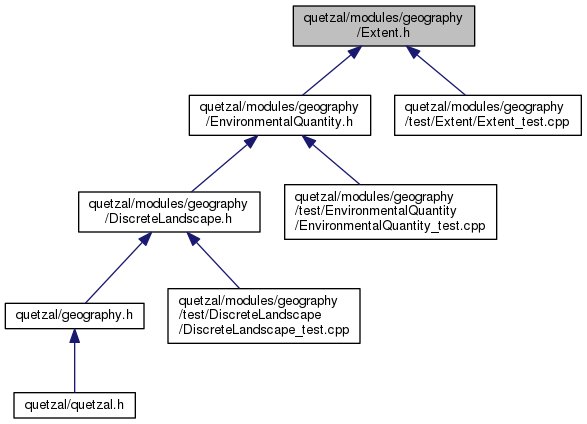 quetzal/modules/geography
/Extent.h
quetzal/modules/geography
/EnvironmentalQuantity.h
quetzal/modules/geography
/test/Extent/Extent_test.cpp
quetzal/modules/geography
/DiscreteLandscape.h
quetzal/modules/geography
/test/EnvironmentalQuantity
/EnvironmentalQuantity_test.cpp
quetzal/geography.h
quetzal/modules/geography
/test/DiscreteLandscape
/DiscreteLandscape_test.cpp
quetzal/quetzal.h